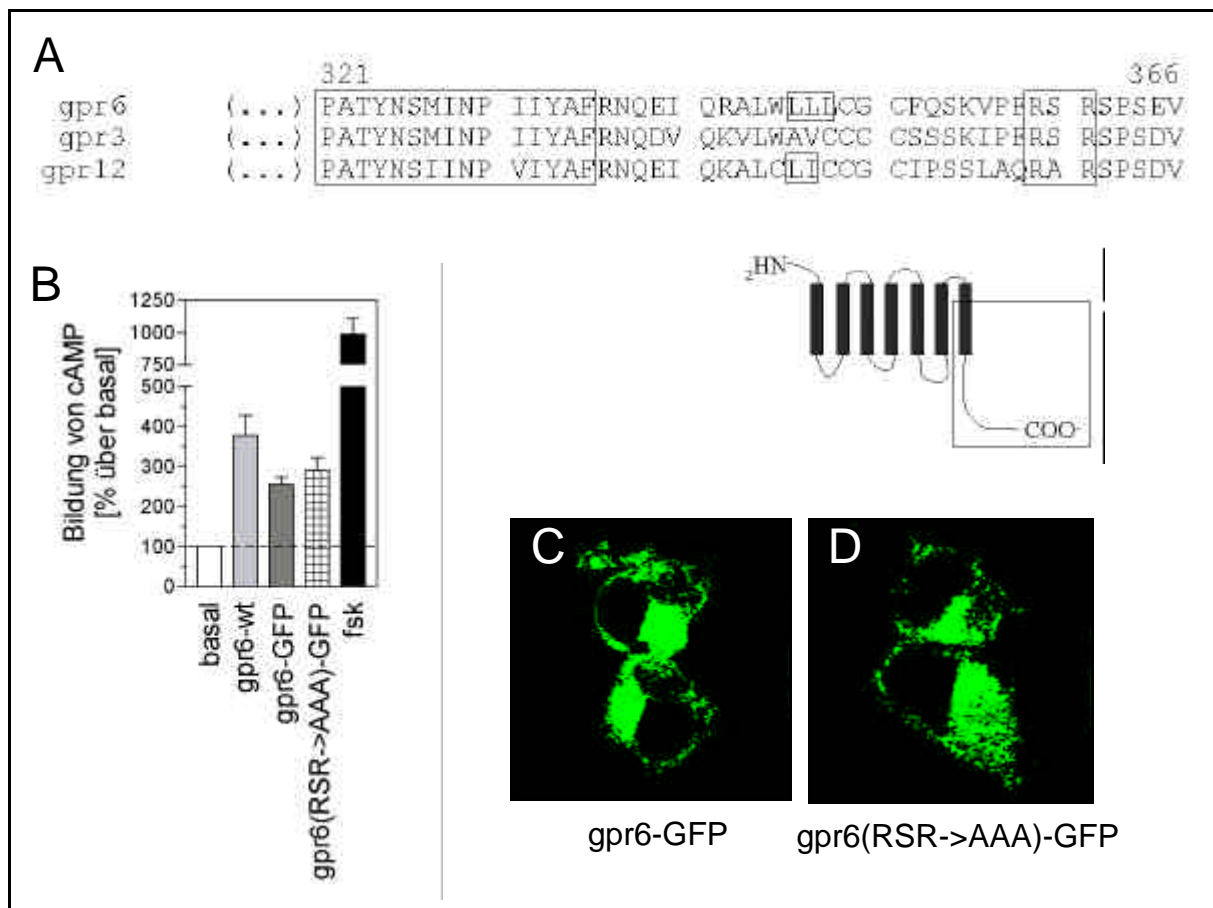 A
321 366
gpr6 (...) PATYNSMINP IIYAFRNQEI QRALWLLLCG CFQSKVPFRS RSPSEV
gpr3 (...) PATYNSMINP IIYAFRNQDV QKVLWAVCCC CSSSKIPFRS RSPSDV
gpr12 (...) PATYNSIINP VIYAFRNQEI QKALCLICCG CIPSSLAQRA RSPSDV
B
Bildung von cAMP
[% über basal]
1250
1000
750
500
400
300
200
100
0
basal
gpr6-wt
gpr6-GFP
gpr6(RSR->AAA)-GFP
fsk
2HN
COO-
C
D
gpr6-GFP
gpr6(RSR->AAA)-GFP